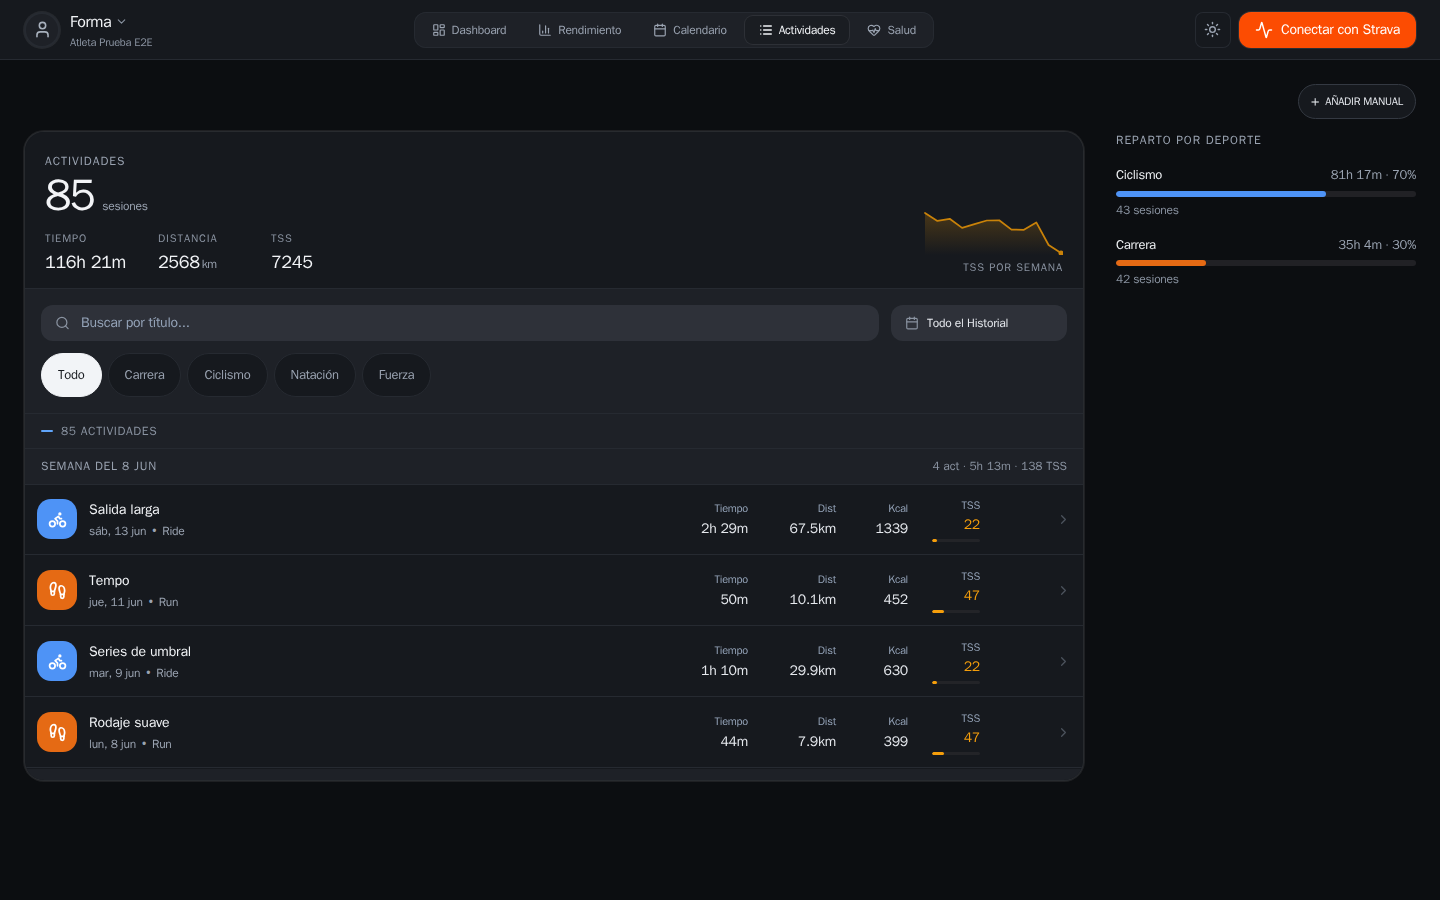 Forma
Atleta Prueba E2E
Dashboard
Rendimiento
Calendario
Actividades
Salud
Conectar con Strava
+ AÑADIR MANUAL
ACTIVIDADES
85 sesiones
TIEMPO DISTANCIA TSS
116h 21m 2568 km 7245
TSS POR SEMANA
REPARTO POR DEPORTE
Ciclismo 81h 17m · 70%
43 sesiones
Carrera 35h 4m · 30%
42 sesiones
Buscar por título...
Todo el Historial
Todo Carrera Ciclismo Natación Fuerza
85 ACTIVIDADES
SEMANA DEL 8 JUN 4 act · 5h 13m · 138 TSS
Salida larga
sáb, 13 jun • Ride
Tiempo Dist Kcal TSS
2h 29m 67.5km 1339 22
Tempo
jue, 11 jun • Run
Tiempo Dist Kcal TSS
50m 10.1km 452 47
Series de umbral
mar, 9 jun • Ride
Tiempo Dist Kcal TSS
1h 10m 29.9km 630 22
Rodaje suave
lun, 8 jun • Run
Tiempo Dist Kcal TSS
44m 7.9km 399 47